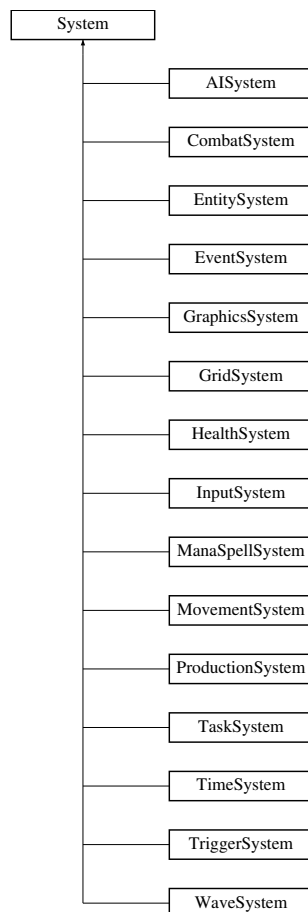 System
AISystem
CombatSystem
EntitySystem
EventSystem
GraphicsSystem
GridSystem
HealthSystem
InputSystem
ManaSpellSystem
MovementSystem
ProductionSystem
TaskSystem
TimeSystem
TriggerSystem
WaveSystem